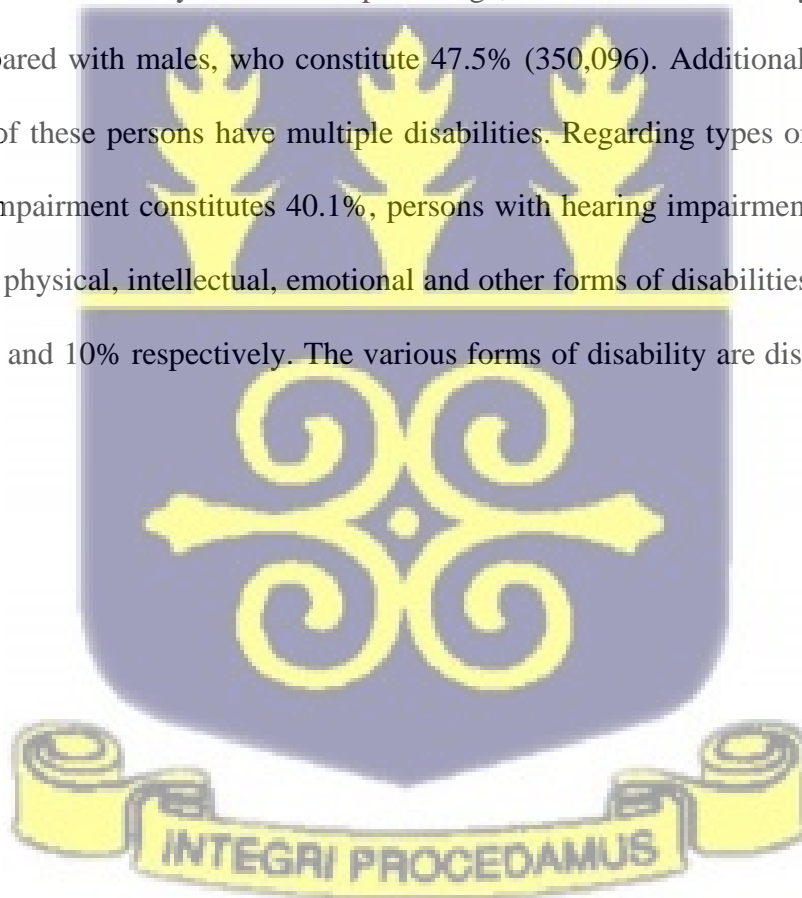 pared with males, who constitute 47.5% (350,096). Additional
of these persons have multiple disabilities. Regarding types o
mpairment constitutes 40.1%, persons with hearing impairment
physical, intellectual, emotional and other forms of disabilities
and 10% respectively. The various forms of disability are dis
INTEGRI PROCEDAMUS